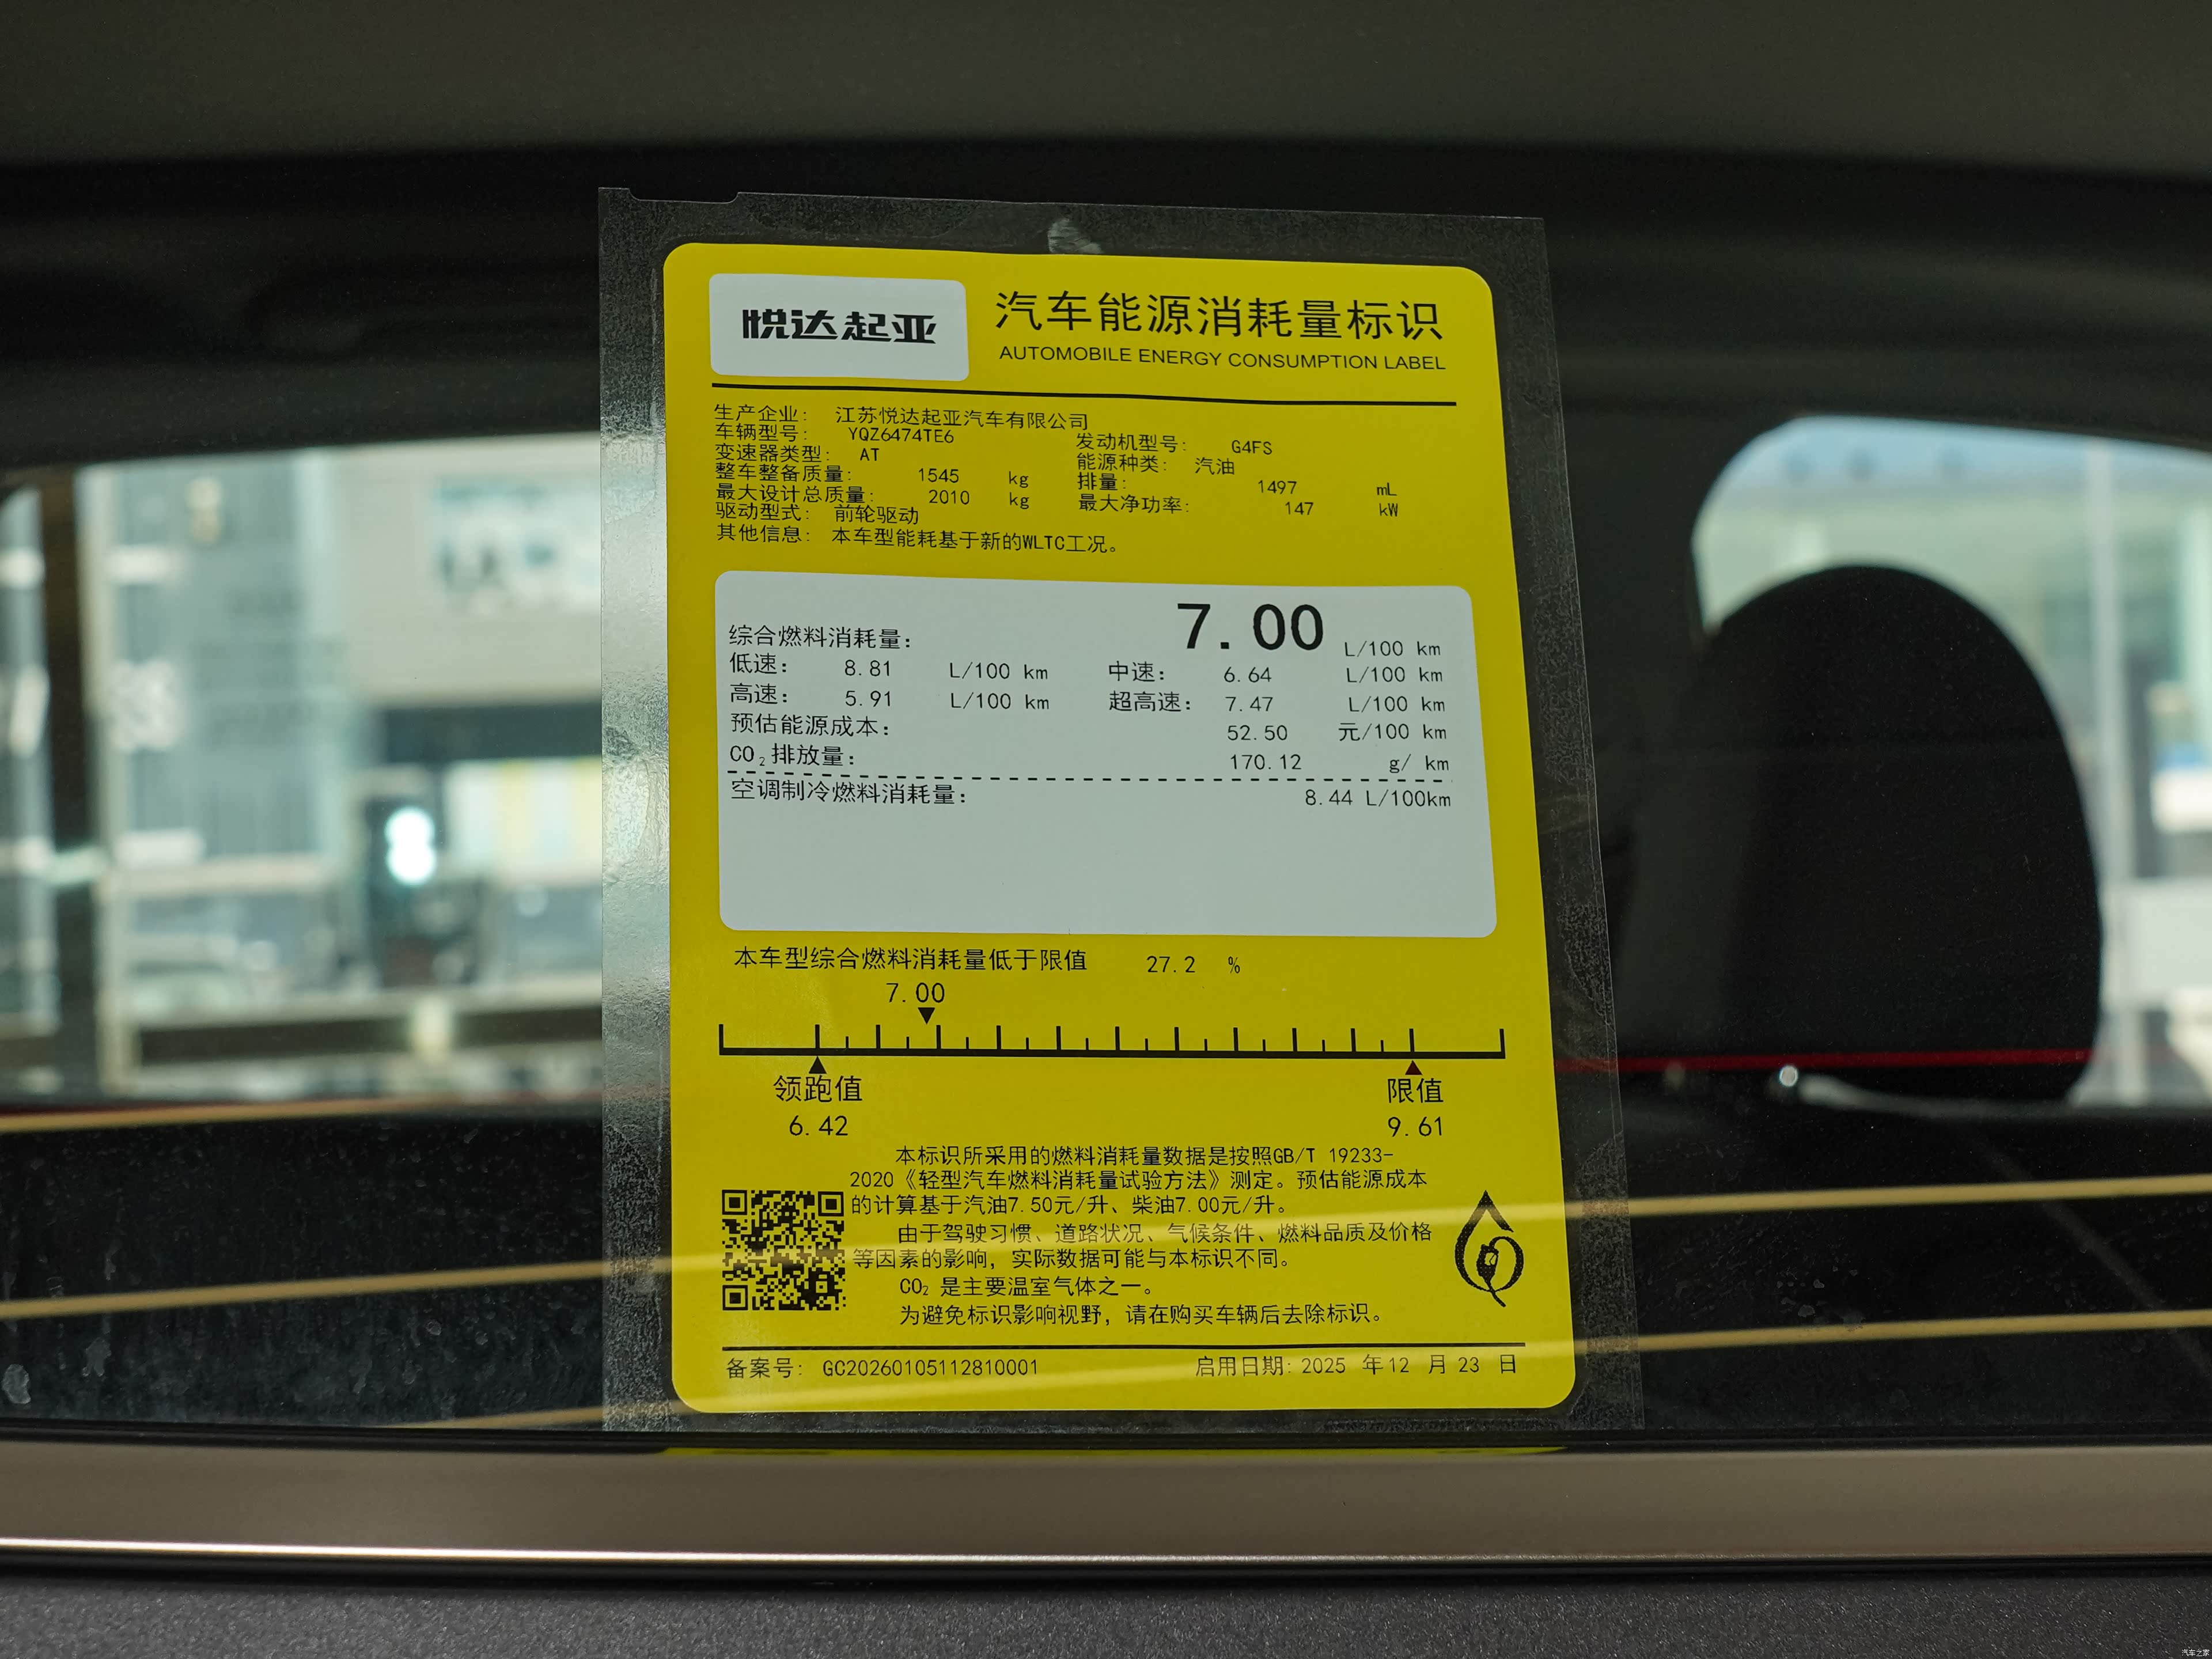 悦达起亚
汽车能源消耗量标识
AUTOMOBILE ENERGY CONSUMPTION LABEL
生产企业: 江苏悦达起亚汽车有限公司
车辆型号: YQZ6474TE6 发动机型号: G4FS
变速器类型: AT 能源种类: 汽油
整车整备质量: 1545 kg 排量: 1497 mL
最大设计总质量: 2010 kg 最大净功率: 147 kW
驱动型式: 前轮驱动
其他信息: 本车型能耗基于新的WLTC工况。
综合燃料消耗量: 7.00 L/100 km
低速: 8.81 L/100 km 中速: 6.64 L/100 km
高速: 5.91 L/100 km 超高速: 7.47 L/100 km
预估能源成本: 52.50 元/100 km
CO₂排放量: 170.12 g/ km
空调制冷燃料消耗量: 8.44 L/100km
本车型综合燃料消耗量低于限值 27.2 %
7.00
领跑值 限值
6.42 9.61
本标识所采用的燃料消耗量数据是按照GB/T 19233-
2020《轻型汽车燃料消耗量试验方法》测定。预估能源成本
的计算基于汽油7.50元/升、柴油7.00元/升。
由于驾驶习惯、道路状况、气候条件、燃料品质及价格
等因素的影响, 实际数据可能与本标识不同。
CO₂ 是主要温室气体之一。
为避免标识影响视野, 请在购买车辆后去除标识。
备案号: GC20260105112810001 启用日期: 2025 年12 月 23 日
汽车之家